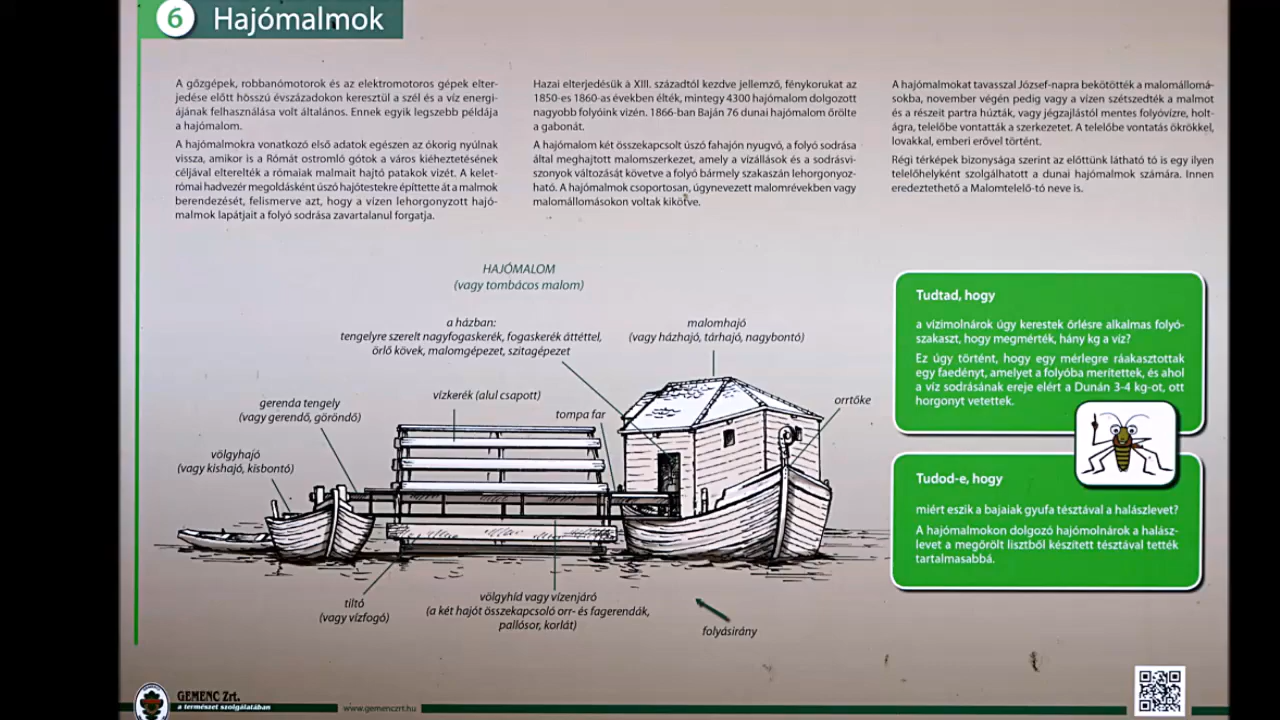 6 Hajómalmok
A gőzgépek, robbanómotorok és az elektromotoros gépek elter-
jedése előtt hosszú évszázadokon keresztül a szél és a víz energi-
ájának felhasználása volt általános. Ennek egyik legszebb példája
a hajómalom.
A hajómalmokra vonatkozó első adatok egészen az ókorig nyúlnak
vissza, amikor is a Rómát ostromló gótok a város kiéheztetésének
céljával elterelték a rómaiak malmait hajtó patakok vizét. A kelet-
római hadvezér megoldásként úszó hajótestekre építtette át a malmok
berendezését, felismerve azt, hogy a vízen lehorgonyzott hajó-
malmok lapátjait a folyó sodrása zavartalanul forgatja.
Hazai elterjedésük a XIII. századtól kezdve jellemző, fénykorukat az
1850-es 1860-as években élték, mintegy 4300 hajómalom dolgozott
nagyobb folyóink vizén. 1866-ban Baján 76 dunai hajómalom őrölte
a gabonát.
A hajómalom két összekapcsolt úszó fahajón nyugvó, a folyó sodrása
által meghajtott malomszerkezet, amely a vízállások és a sodrásvi-
szonyok változását követve a folyó bármely szakaszán lehorgonyoz-
ható. A hajómalmok csoportosan, úgynevezett malomrévekben vagy
malomállomásokon voltak kikötve.
A hajómalmokat tavasszal József-napra bekötötték a malomállomá-
sokba, november végén pedig vagy a vízen szétszedték a malmot
és a részeit partra húzták, vagy jégzajlástól mentes folyóvízre, holt-
ágra, telelőbe vontatták a szerkezetet. A telelőbe vontatás ökrökkel,
lovakkal, emberi erővel történt.
Régi térképek bizonysága szerint az előttünk látható tó is egy ilyen
telelőhelyként szolgálhatott a dunai hajómalmok számára. Innen
eredeztethető a Malomtelelő-tó neve is.
HAJÓMALOM
(vagy tombácos malom)
a házban:
tengelyre szerelt nagyfogaskerék, fogaskerék áttéttel,
őrlő kövek, malomgépezet, szitagépezet
malomhajó
(vagy házhajó, tárhajó, nagybontó)
vízkerék (alul csapott)
gerenda tengely
(vagy gerendő, göröndő)
tompa far
orrtőke
völgyhajó
(vagy kishajó, kisbontó)
tiltó
(vagy vízfogó)
völgyhíd vagy vízenjáró
(a két hajót összekapcsoló orr- és fagerendák,
pallósor, korlát)
folyásirány
Tudtad, hogy
a vízimolnárok úgy kerestek őrlésre alkalmas folyó-
szakaszt, hogy megmérték, hány kg a víz?
Ez úgy történt, hogy egy mérlegre ráakasztottak
egy faedényt, amelyet a folyóba merítettek, és ahol
a víz sodrásának ereje elért a Dunán 3-4 kg-ot, ott
horgonyt vetettek.
Tudod-e, hogy
miért eszik a bajaiak gyufa tésztával a halászlevet?
A hajómalmokon dolgozó hajómolnárok a halász-
levet a megőrölt lisztből készített tésztával tették
tartalmasabbá.
GEMENC Zrt.
a természet szolgálatában
www.gemenczrt.hu